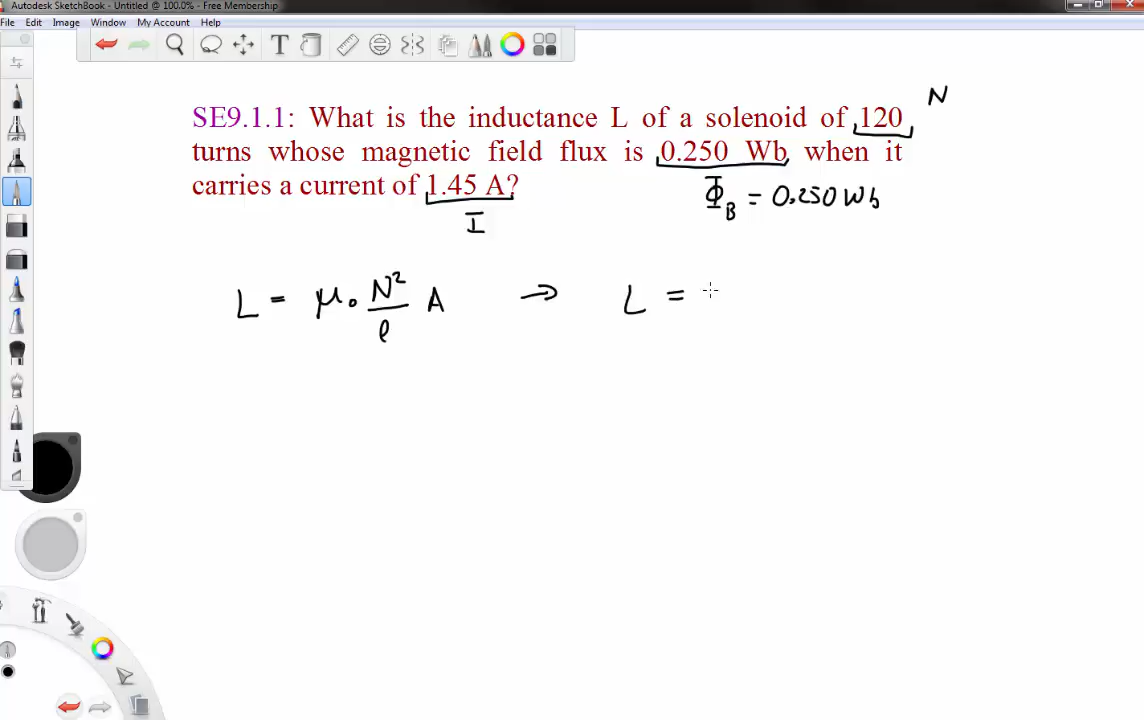 Autodesk SketchBook - Untitled @ 100.0% - Free Membership
File Edit Image Window My Account Help
T
N
SE9.1.1: What is the inductance L of a solenoid of 120
turns whose magnetic field flux is 0.250 Wb when it
carries a current of 1.45 A?
Φ_B = 0.250 Wb
I
L = μ₀ N²/ℓ A → L =